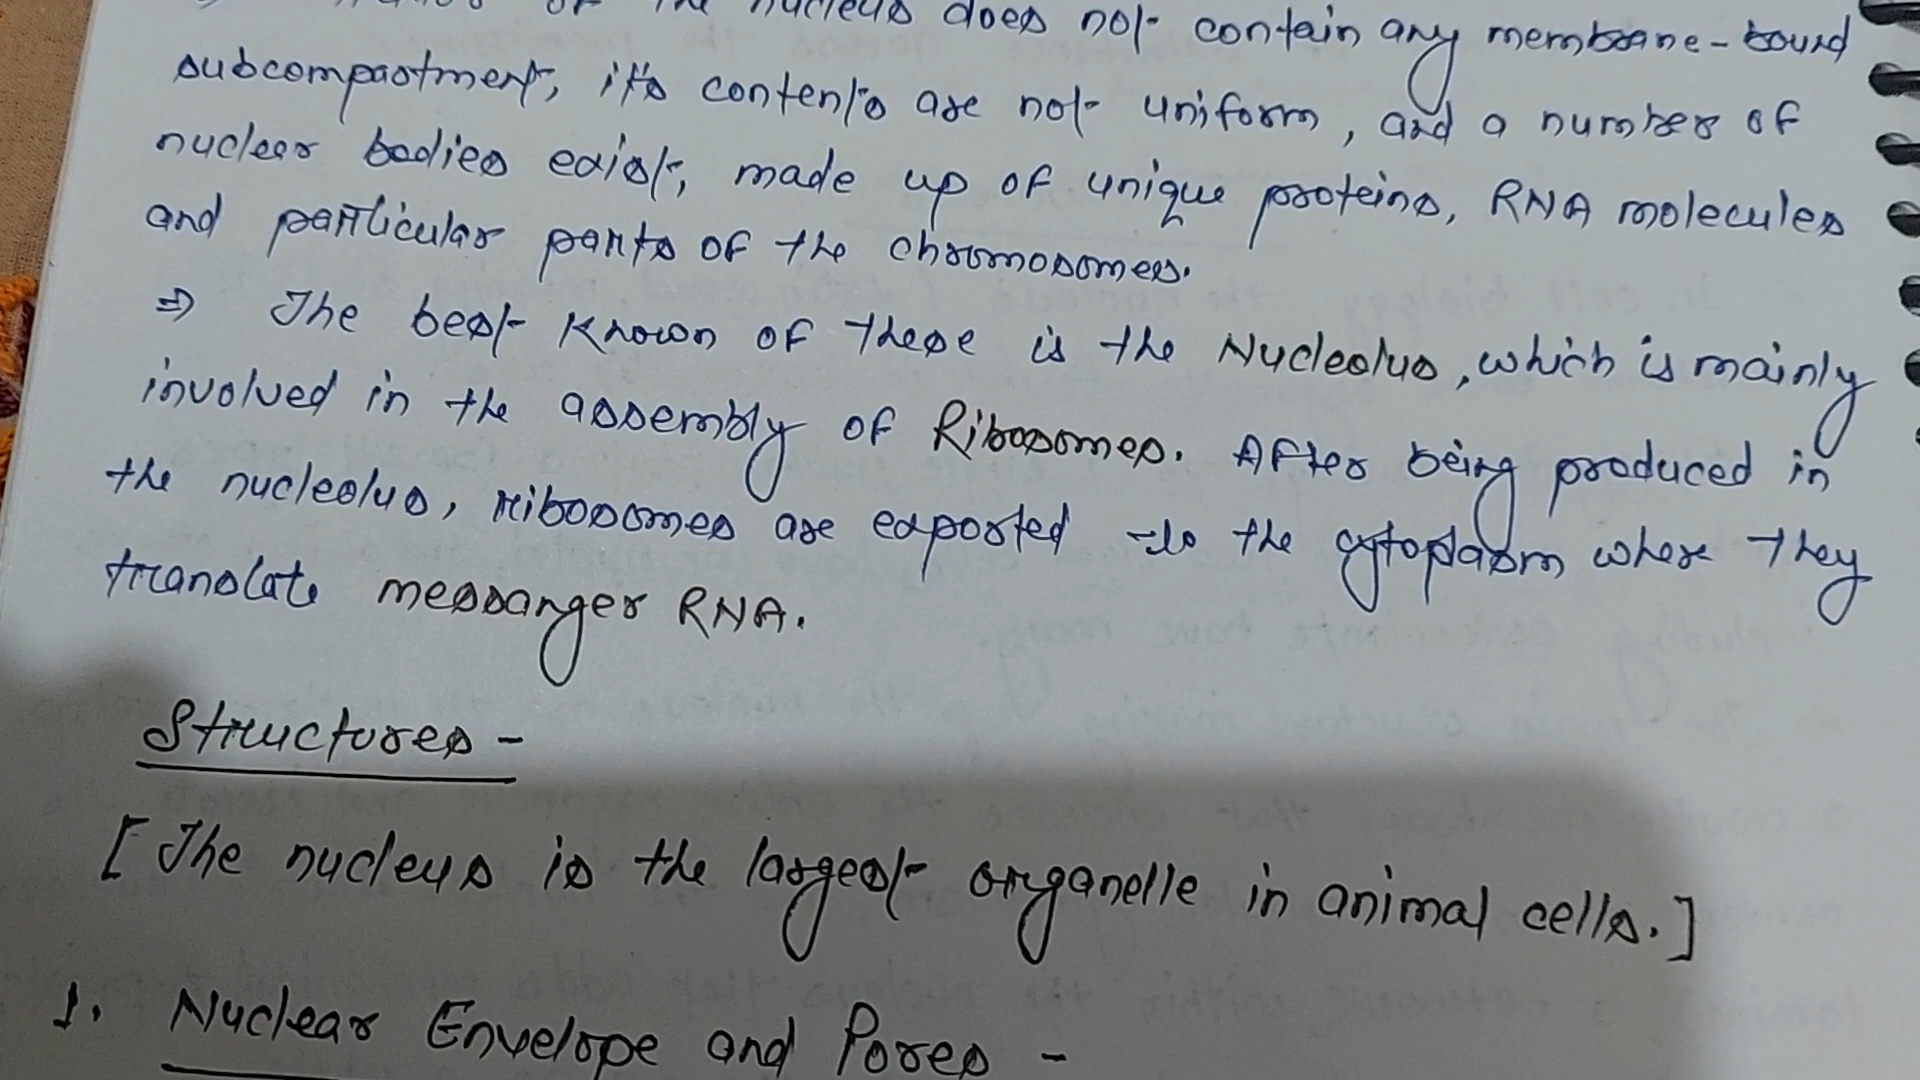 of the nucleus does not contain any membrane-bound
subcompartment, it's contents are not uniform, and a number of
nuclear bodies exist, made up of unique proteins, RNA molecules
and particular parts of the chromosomes.
⇒ The best known of these is the Nucleolus, which is mainly
involved in the assembly of Ribosomes. After being produced in
the nucleolus, ribosomes are exported to the cytoplasm where they
translate messanger RNA.
Structures -
[The nucleus is the largest organelle in animal cells.]
1. Nuclear Envelope and Pores -